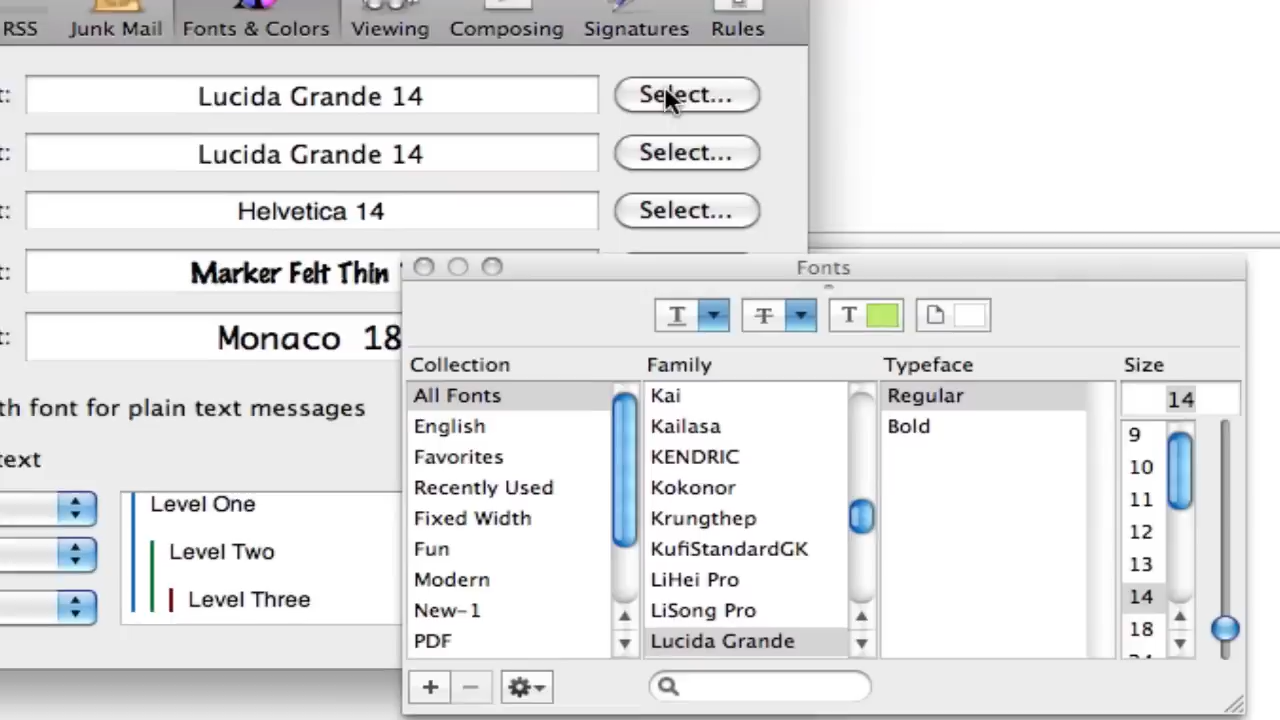 RSS Junk Mail Fonts & Colors Viewing Composing Signatures Rules
t: Lucida Grande 14 Select...
t: Lucida Grande 14 Select...
t: Helvetica 14 Select...
t: Marker Felt Thin
t: Monaco 18
th font for plain text messages
text
Level One
Level Two
Level Three
Fonts
T T T
Collection Family Typeface Size
All Fonts Kai Regular 14
English Kailasa Bold 9
Favorites KENDRIC 10
Recently Used Kokonor 11
Fixed Width Krungthep 12
Fun KufiStandardGK 13
Modern LiHei Pro 14
New-1 LiSong Pro 18
PDF Lucida Grande